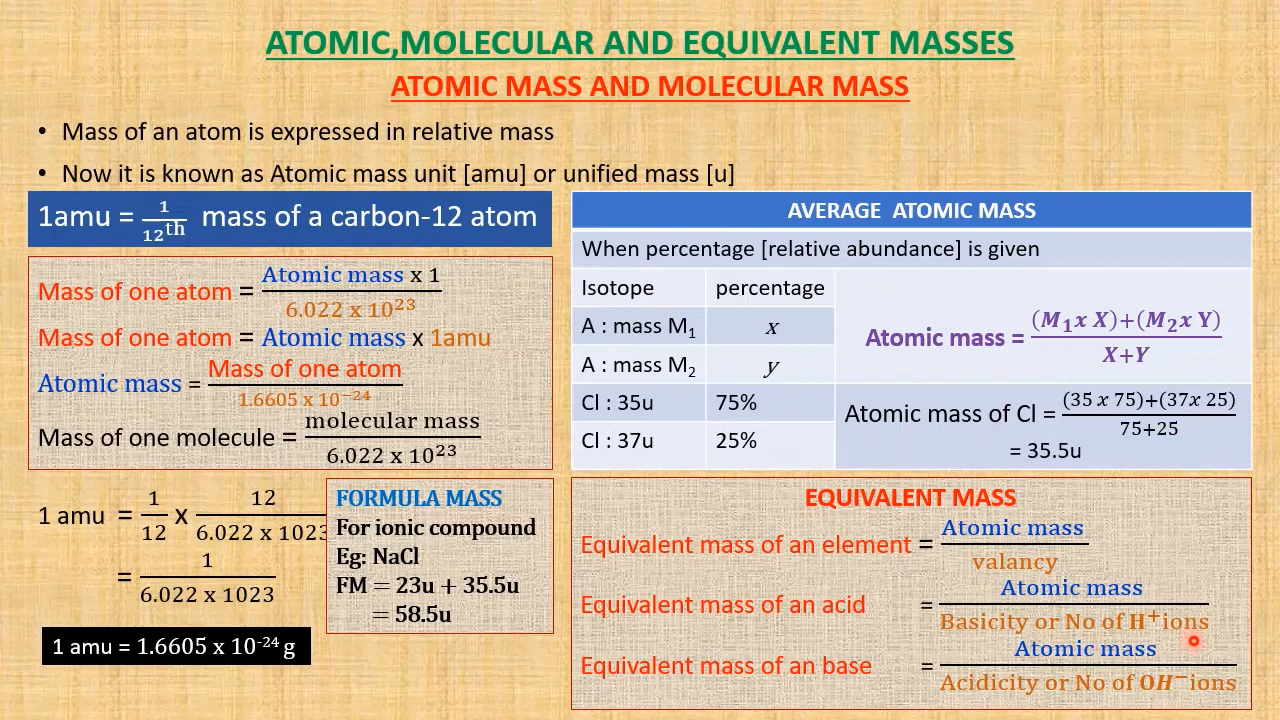 ATOMIC,MOLECULAR AND EQUIVALENT MASSES
ATOMIC MASS AND MOLECULAR MASS
• Mass of an atom is expressed in relative mass
• Now it is known as Atomic mass unit [amu] or unified mass [u]
1amu = 1/12th mass of a carbon-12 atom
Mass of one atom = Atomic mass x 1 / 6.022 x 10^23
Mass of one atom = Atomic mass x 1amu
Atomic mass = Mass of one atom / 1.6605 x 10^−24
Mass of one molecule = molecular mass / 6.022 x 10^23
1 amu = 1/12 x 12 / 6.022 x 1023
= 1 / 6.022 x 1023
1 amu = 1.6605 x 10^-24 g
FORMULA MASS
For ionic compound
Eg: NaCl
FM = 23u + 35.5u
= 58.5u
AVERAGE ATOMIC MASS
When percentage [relative abundance] is given
Isotope percentage
A : mass M₁ x
A : mass M₂ y
Cl : 35u 75%
Cl : 37u 25%
Atomic mass = (M₁x X)+(M₂x Y) / X+Y
Atomic mass of Cl = (35 x 75)+(37x 25) / 75+25
= 35.5u
EQUIVALENT MASS
Equivalent mass of an element = Atomic mass / valancy
Equivalent mass of an acid = Atomic mass / Basicity or No of H⁺ions
Equivalent mass of an base = Atomic mass / Acidicity or No of OH⁻ions